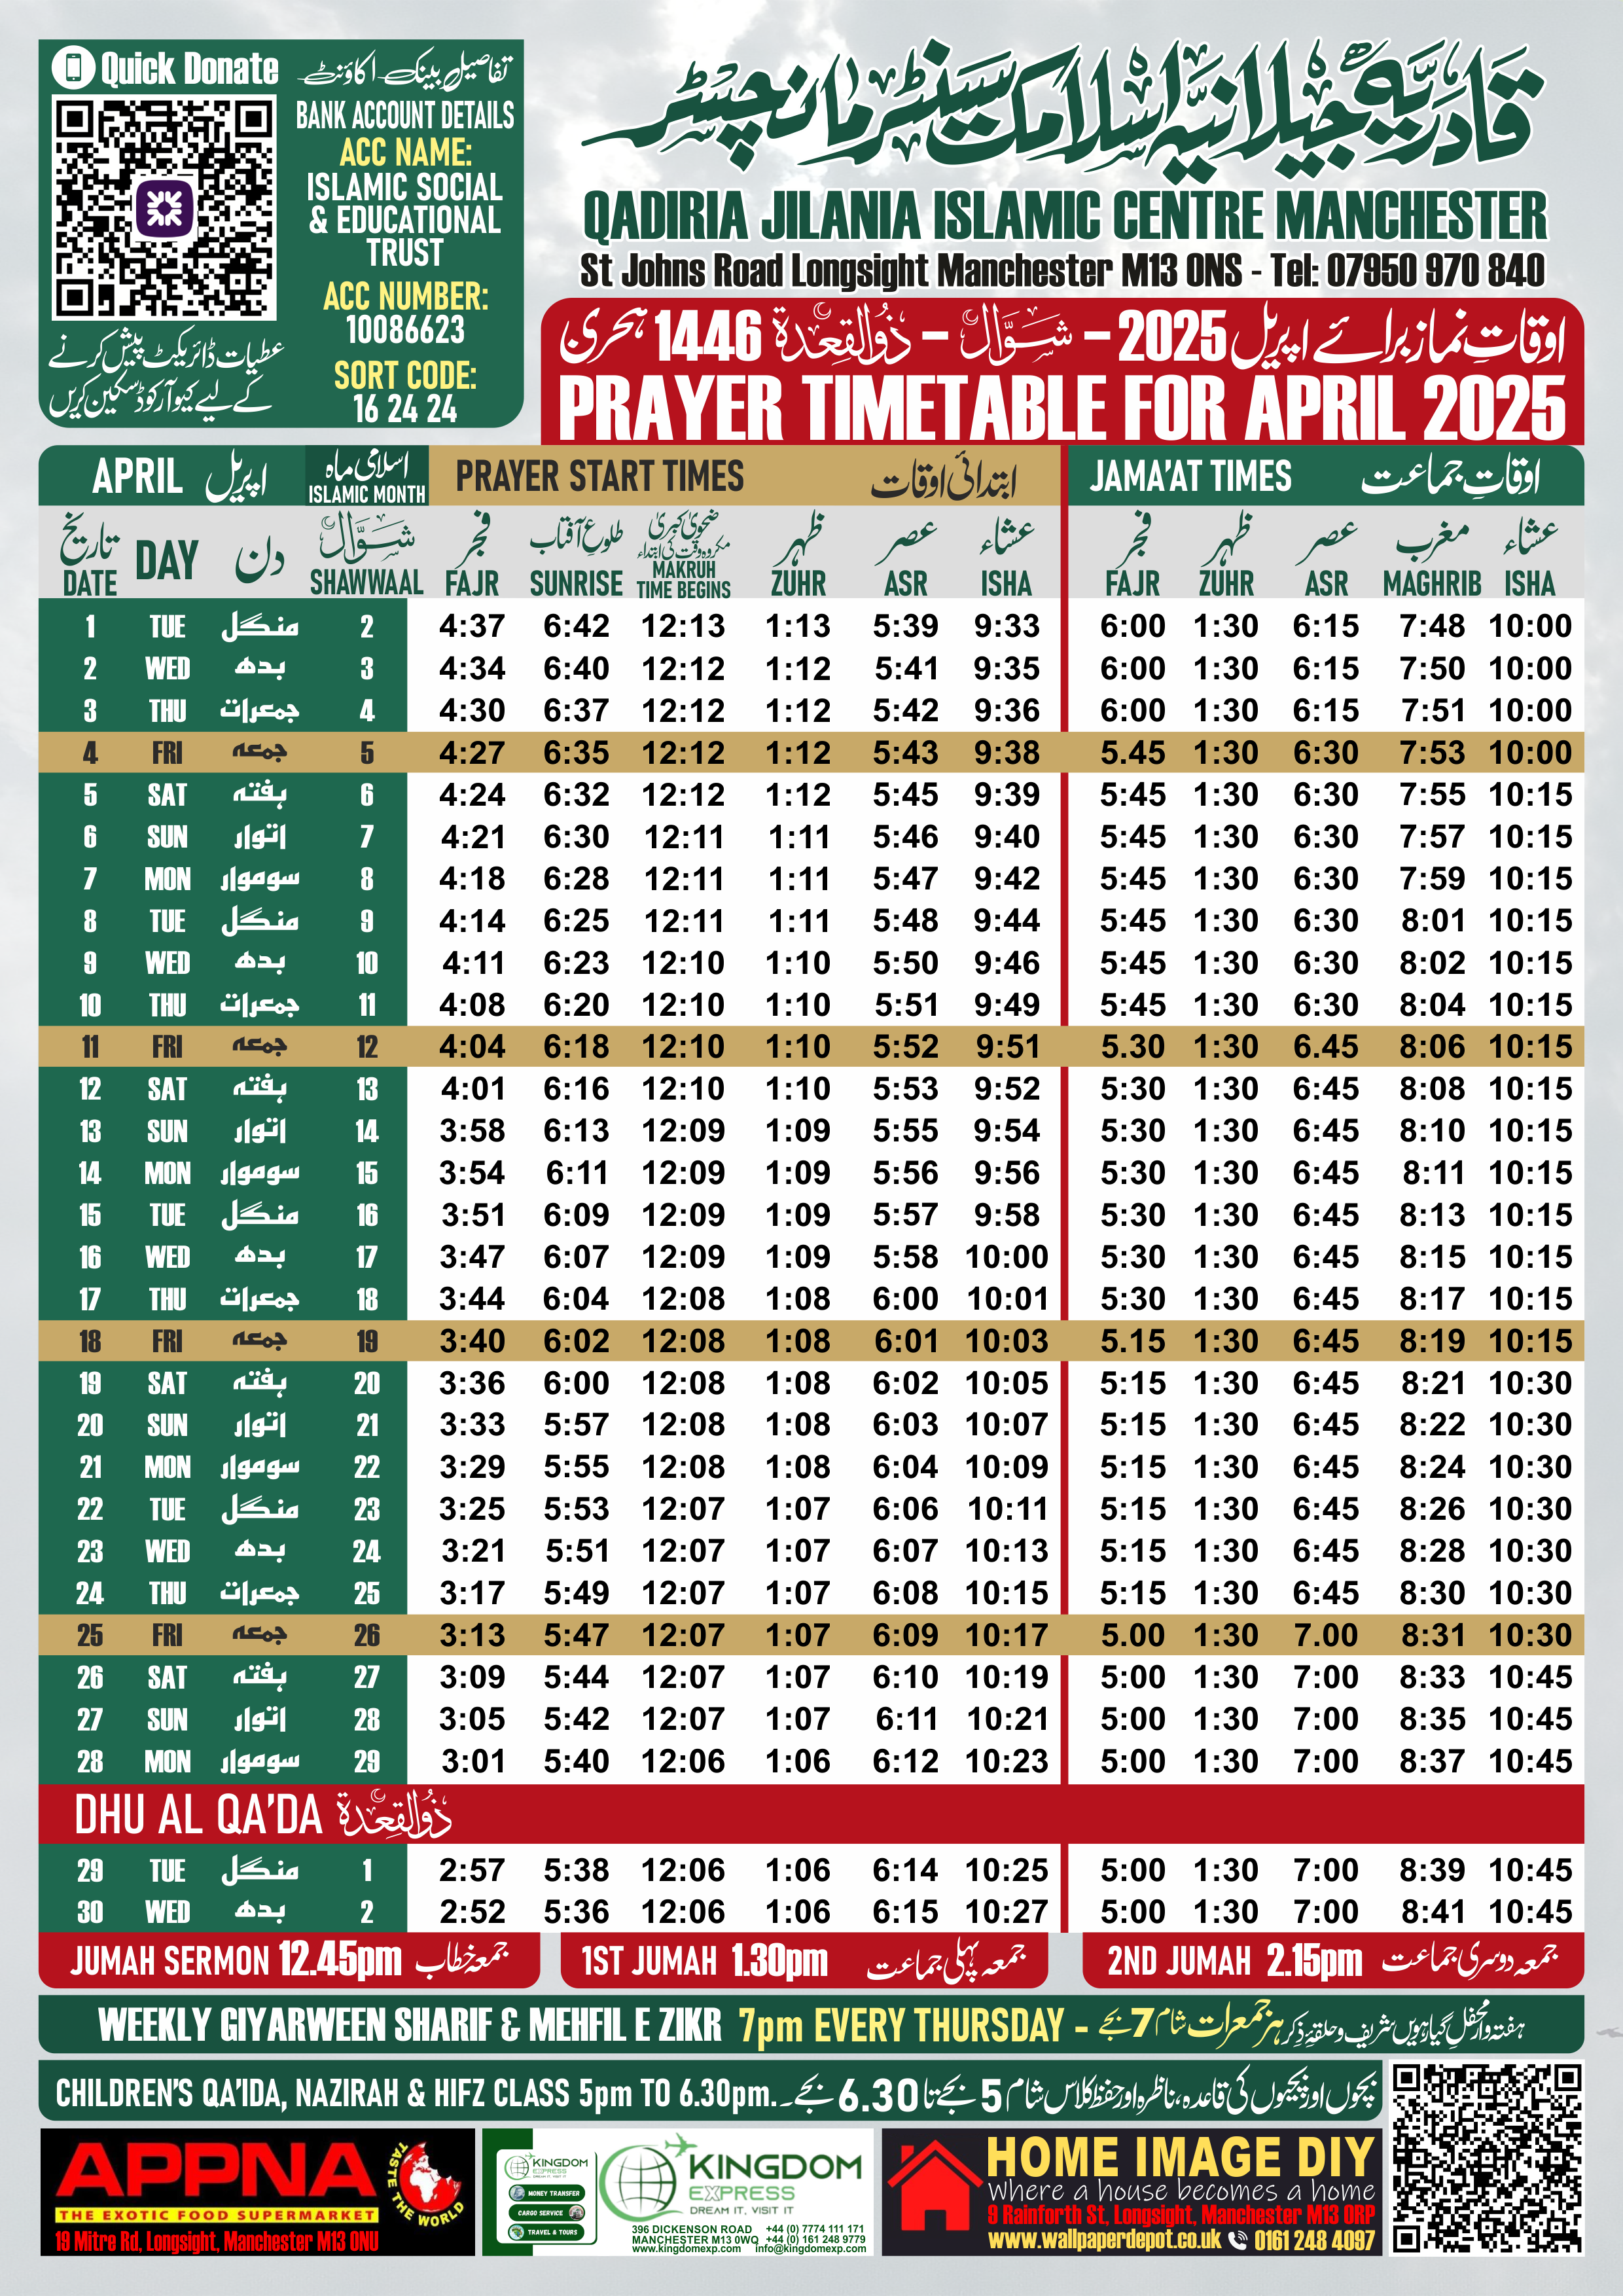 Quick Donate
تفاصیل بینک اکاؤنٹ
BANK ACCOUNT DETAILS
ACC NAME:
ISLAMIC SOCIAL
& EDUCATIONAL
TRUST
ACC NUMBER:
10086623
SORT CODE:
16 24 24
عطیات ڈائریکٹ پیش کرنے
کے لیے کیو آر کوڈ سکین کریں
قادریہ جیلانیہ اسلامک سینٹر مانچسٹر
QADIRIA JILANIA ISLAMIC CENTRE MANCHESTER
St Johns Road Longsight Manchester M13 0NS - Tel: 07950 970 840
اوقاتِ نماز برائے اپریل 2025 – شَوَّال – ذُوالقَعْدَة 1446 ہجری
PRAYER TIMETABLE FOR APRIL 2025
APRIL اپریل اسلامی ماہ ISLAMIC MONTH PRAYER START TIMES ابتدائی اوقات JAMA'AT TIMES اوقاتِ جماعت
تاریخ DATE DAY دن شَوَّال SHAWWAAL فجر FAJR طلوع آفتاب SUNRISE ضحویٰ کبریٰ مکروہ وقت کی ابتداء MAKRUH TIME BEGINS ظہر ZUHR عصر ASR عشاء ISHA فجر FAJR ظہر ZUHR عصر ASR مغرب MAGHRIB عشاء ISHA
1 TUE منگل 2 4:37 6:42 12:13 1:13 5:39 9:33 6:00 1:30 6:15 7:48 10:00
2 WED بدھ 3 4:34 6:40 12:12 1:12 5:41 9:35 6:00 1:30 6:15 7:50 10:00
3 THU جمعرات 4 4:30 6:37 12:12 1:12 5:42 9:36 6:00 1:30 6:15 7:51 10:00
4 FRI جمعہ 5 4:27 6:35 12:12 1:12 5:43 9:38 5.45 1:30 6:30 7:53 10:00
5 SAT ہفتہ 6 4:24 6:32 12:12 1:12 5:45 9:39 5:45 1:30 6:30 7:55 10:15
6 SUN اتوار 7 4:21 6:30 12:11 1:11 5:46 9:40 5:45 1:30 6:30 7:57 10:15
7 MON سوموار 8 4:18 6:28 12:11 1:11 5:47 9:42 5:45 1:30 6:30 7:59 10:15
8 TUE منگل 9 4:14 6:25 12:11 1:11 5:48 9:44 5:45 1:30 6:30 8:01 10:15
9 WED بدھ 10 4:11 6:23 12:10 1:10 5:50 9:46 5:45 1:30 6:30 8:02 10:15
10 THU جمعرات 11 4:08 6:20 12:10 1:10 5:51 9:49 5:45 1:30 6:30 8:04 10:15
11 FRI جمعہ 12 4:04 6:18 12:10 1:10 5:52 9:51 5.30 1:30 6.45 8:06 10:15
12 SAT ہفتہ 13 4:01 6:16 12:10 1:10 5:53 9:52 5:30 1:30 6:45 8:08 10:15
13 SUN اتوار 14 3:58 6:13 12:09 1:09 5:55 9:54 5:30 1:30 6:45 8:10 10:15
14 MON سوموار 15 3:54 6:11 12:09 1:09 5:56 9:56 5:30 1:30 6:45 8:11 10:15
15 TUE منگل 16 3:51 6:09 12:09 1:09 5:57 9:58 5:30 1:30 6:45 8:13 10:15
16 WED بدھ 17 3:47 6:07 12:09 1:09 5:58 10:00 5:30 1:30 6:45 8:15 10:15
17 THU جمعرات 18 3:44 6:04 12:08 1:08 6:00 10:01 5:30 1:30 6:45 8:17 10:15
18 FRI جمعہ 19 3:40 6:02 12:08 1:08 6:01 10:03 5.15 1:30 6:45 8:19 10:15
19 SAT ہفتہ 20 3:36 6:00 12:08 1:08 6:02 10:05 5:15 1:30 6:45 8:21 10:30
20 SUN اتوار 21 3:33 5:57 12:08 1:08 6:03 10:07 5:15 1:30 6:45 8:22 10:30
21 MON سوموار 22 3:29 5:55 12:08 1:08 6:04 10:09 5:15 1:30 6:45 8:24 10:30
22 TUE منگل 23 3:25 5:53 12:07 1:07 6:06 10:11 5:15 1:30 6:45 8:26 10:30
23 WED بدھ 24 3:21 5:51 12:07 1:07 6:07 10:13 5:15 1:30 6:45 8:28 10:30
24 THU جمعرات 25 3:17 5:49 12:07 1:07 6:08 10:15 5:15 1:30 6:45 8:30 10:30
25 FRI جمعہ 26 3:13 5:47 12:07 1:07 6:09 10:17 5.00 1:30 7.00 8:31 10:30
26 SAT ہفتہ 27 3:09 5:44 12:07 1:07 6:10 10:19 5:00 1:30 7:00 8:33 10:45
27 SUN اتوار 28 3:05 5:42 12:07 1:07 6:11 10:21 5:00 1:30 7:00 8:35 10:45
28 MON سوموار 29 3:01 5:40 12:06 1:06 6:12 10:23 5:00 1:30 7:00 8:37 10:45
DHU AL QA'DA ذُوالقَعْدَة
29 TUE منگل 1 2:57 5:38 12:06 1:06 6:14 10:25 5:00 1:30 7:00 8:39 10:45
30 WED بدھ 2 2:52 5:36 12:06 1:06 6:15 10:27 5:00 1:30 7:00 8:41 10:45
JUMAH SERMON 12.45pm جمعہ خطاب 1ST JUMAH 1.30pm جمعہ پہلی جماعت 2ND JUMAH 2.15pm جمعہ دوسری جماعت
WEEKLY GIYARWEEN SHARIF & MEHFIL E ZIKR 7pm EVERY THURSDAY - ہفتہ وار محفل گیارہویں شریف و حلقۂ ذکر ہر جمعرات شام 7 بجے
CHILDREN'S QA'IDA, NAZIRAH & HIFZ CLASS 5pm TO 6.30pm. بچوں اور بچیوں کی قاعدہ، ناظرہ اور حفظ کلاس شام 5 بجے تا 6.30 بجے۔
APPNA
TASTE THE WORLD
THE EXOTIC FOOD SUPERMARKET
19 Mitre Rd, Longsight, Manchester M13 0NU
KINGDOM
EXPRESS
DREAM IT, VISIT IT
MONEY TRANSFER
CARGO SERVICE
TRAVEL & TOURS
KINGDOM
EXPRESS
DREAM IT, VISIT IT
396 DICKENSON ROAD +44 (0) 7774 111 171
MANCHESTER M13 0WQ +44 (0) 161 248 9779
www.kingdomexp.com info@kingdomexp.com
HOME IMAGE DIY
Where a house becomes a home
9 Rainforth St, Longsight, Manchester M13 0RP
www.wallpaperdepot.co.uk 0161 248 4097